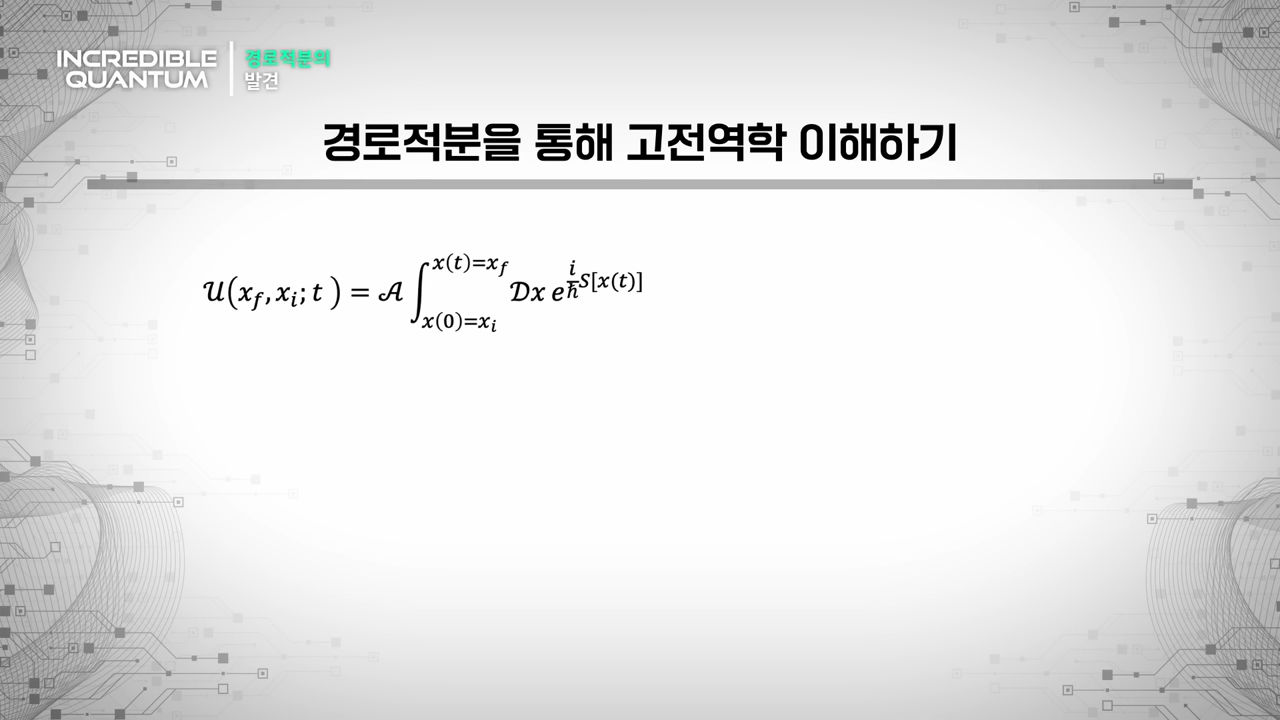 INCREDIBLE
QUANTUM
경로적분의
발견
경로적분을 통해 고전역학 이해하기
𝒰(x_f, x_i; t ) = 𝒜 ∫_{x(0)=x_i}^{x(t)=x_f} 𝒟x e^{\frac{i}{ħ}S[x(t)]}